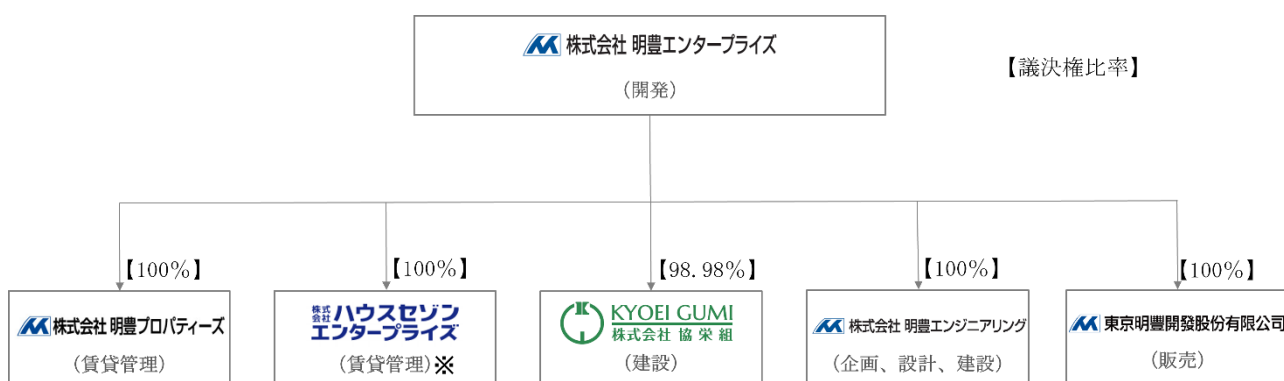 株式会社 明豊エンタープライズ
(開発)
【議決権比率】
【100%】
【100%】
【98.98%】
【100%】
【100%】
株式会社 明豊プロパティーズ
(賃貸管理)
株式会社 ハウスセゾン
エンタープライズ
(賃貸管理)※
KYOEI GUMI
株式会社 協栄組
(建設)
株式会社 明豊エンジニアリング
(企画、設計、建設)
東京明豐開發股份有限公司
(販売)